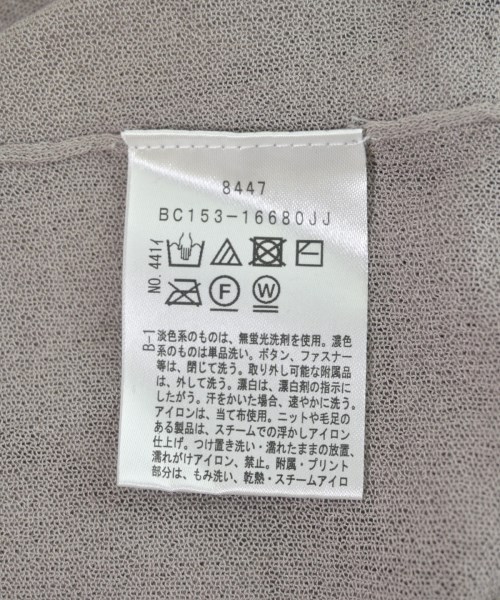 8447
BC153-16680JJ
NO.441イ
F
W
B-1
淡色系のものは、無蛍光洗剤を使用。濃色
系のものは単品洗い。ボタン、ファスナー
等は、閉じて洗う。取り外し可能な附属品
は、外して洗う。漂白は、漂白剤の指示に
したがう。汗をかいた場合、速やかに洗う。
アイロンは、当て布使用。ニットや毛足の
ある製品は、スチームでの浮かしアイロン
仕上げ。つけ置き洗い・濡れたままの放置、
濡れがけアイロン、禁止。附属・プリント
部分は、もみ洗い、乾熱・スチームアイロ